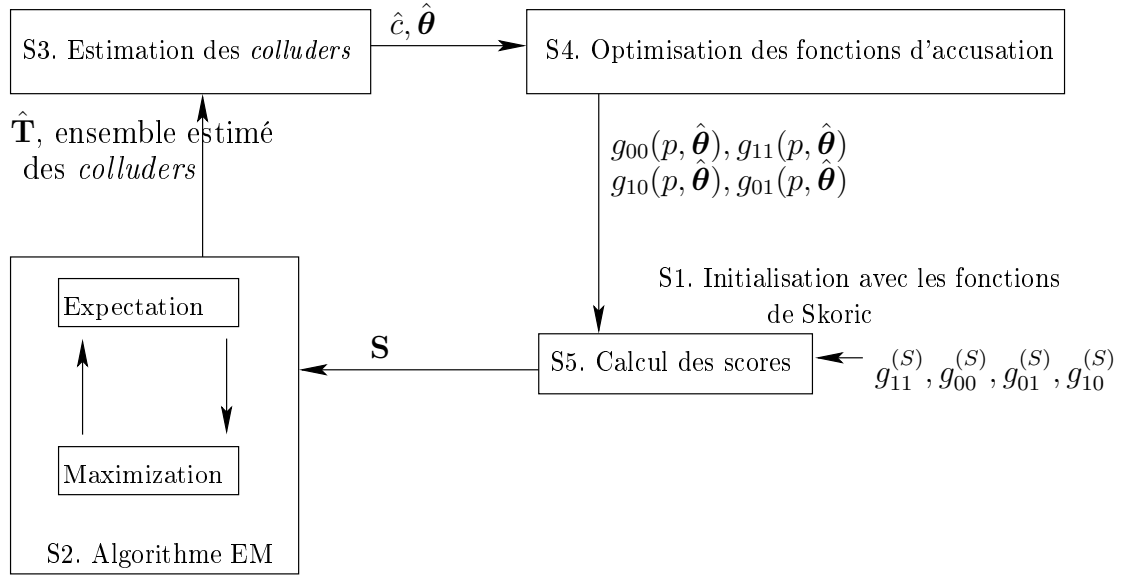 S3. Estimation des colluders
ĉ, θ̂
S4. Optimisation des fonctions d'accusation
T̂, ensemble estimé
des colluders
g₀₀(p, θ̂), g₁₁(p, θ̂)
g₁₀(p, θ̂), g₀₁(p, θ̂)
S1. Initialisation avec les fonctions
de Skoric
g₁₁^(S), g₀₀^(S), g₀₁^(S), g₁₀^(S)
S5. Calcul des scores
S
Expectation
Maximization
S2. Algorithme EM